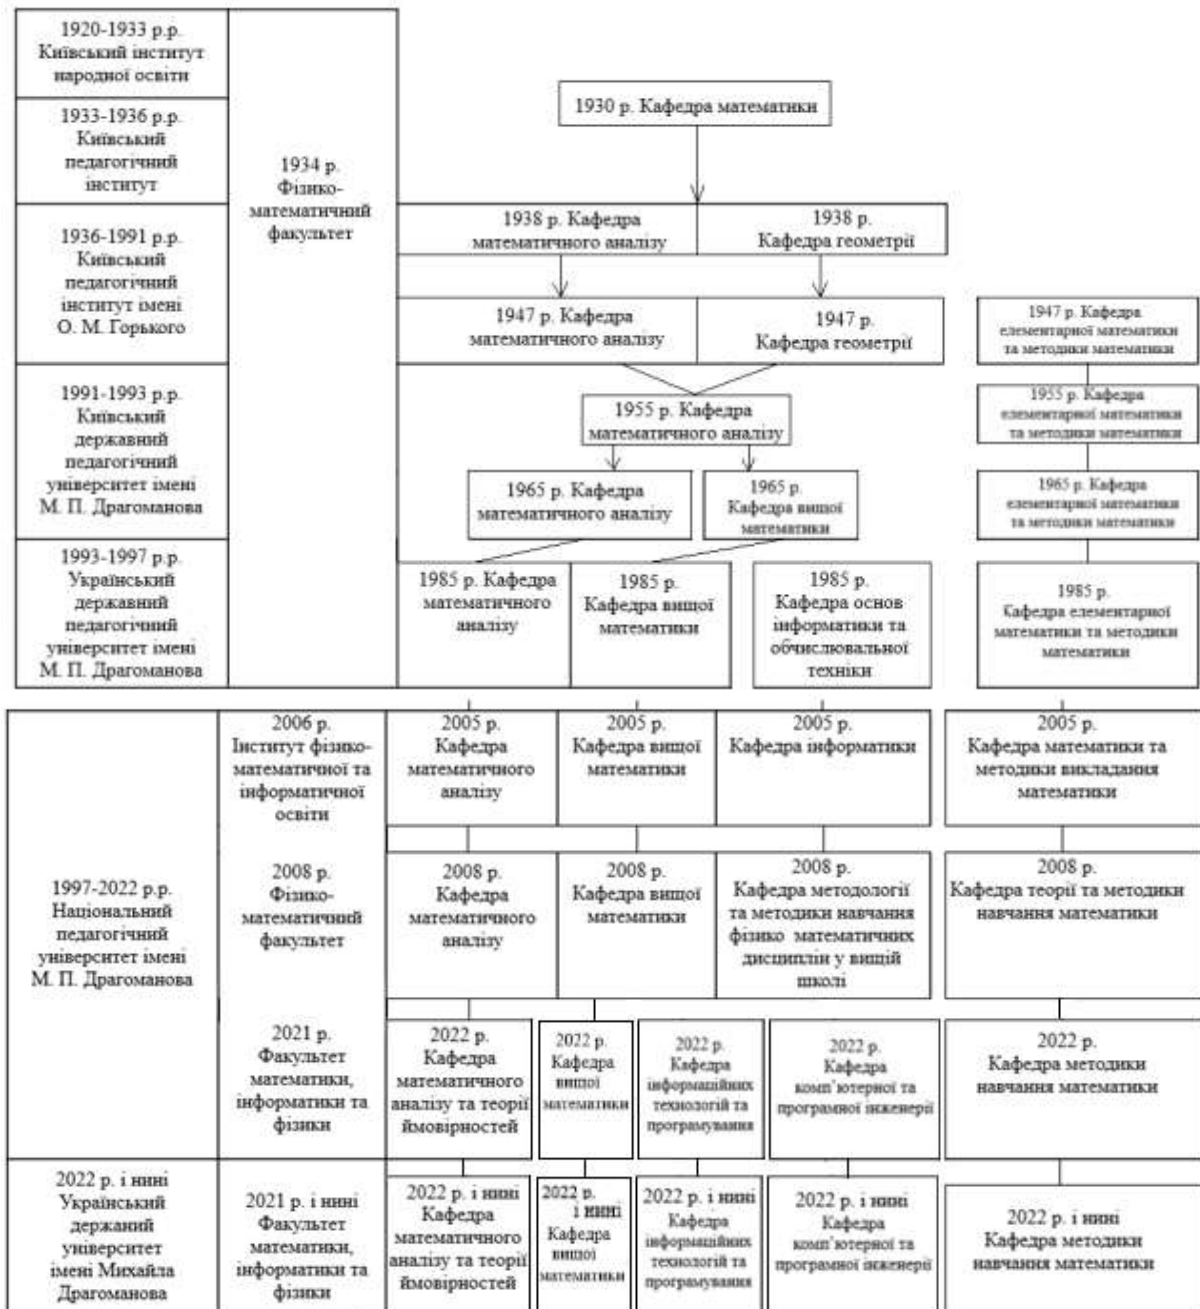 1920-1933 р.р.
Київський інститут
народної освіти
1933-1936 р.р.
Київський
педагогічний
інститут
1936-1991 р.р.
Київський
педагогічний
інститут імені
О. М. Горького
1991-1993 р.р.
Київський
державний
педагогічний
університет імені
М. П. Драгоманова
1993-1997 р.р.
Український
державний
педагогічний
університет імені
М. П. Драгоманова
1934 р.
Фізико-
математичний
факультет
1930 р. Кафедра математики
1938 р. Кафедра
математичного аналізу
1938 р.
Кафедра геометрії
1947 р. Кафедра
математичного аналізу
1947 р.
Кафедра геометрії
1947 р. Кафедра
елементарної математики
та методики математики
1955 р. Кафедра
математичного аналізу
1955 р. Кафедра
елементарної математики
та методики математики
1965 р. Кафедра
математичного аналізу
1965 р.
Кафедра вищої
математики
1965 р. Кафедра
елементарної математики
та методики математики
1985 р. Кафедра
математичного
аналізу
1985 р.
Кафедра вищої
математики
1985 р.
Кафедра основ
інформатики та
обчислювальної
техніки
1985 р.
Кафедра елементарної
математики та методики
математики
1997-2022 р.р.
Національний
педагогічний
університет імені
М. П. Драгоманова
2006 р.
Інститут фізико-
математичної та
інформатичної
освіти
2005 р.
Кафедра
математичного
аналізу
2005 р.
Кафедра вищої
математики
2005 р.
Кафедра інформатики
2005 р.
Кафедра математики та
методики викладання
математики
2008 р.
Фізико-
математичний
факультет
2008 р.
Кафедра
математичного
аналізу
2008 р.
Кафедра вищої
математики
2008 р.
Кафедра методології
та методики навчання
фізико математичних
дисциплін у вищій
школі
2008 р.
Кафедра теорії та методики
навчання математики
2021 р.
Факультет
математики,
інформатики та
фізики
2022 р.
Кафедра
математичного
аналізу та теорії
ймовірностей
2022 р.
Кафедра
вищої
математики
2022 р.
Кафедра
інформаційних
технологій та
програмування
2022 р.
Кафедра
комп'ютерної та
програмної інженерії
2022 р.
Кафедра методики
навчання математики
2022 р. і нині
Український
держаний
університет
імені Михайла
Драгоманова
2021 р. і нині
Факультет
математики,
інформатики та
фізики
2022 р. і нині
Кафедра
математичного
аналізу та теорії
ймовірностей
2022 р.
і нині
Кафедра
вищої
математики
2022 р. і нині
Кафедра
інформаційних
технологій та
програмування
2022 р. і нині
Кафедра
комп'ютерної та
програмної інженерії
2022 р. і нині
Кафедра методики
навчання математики